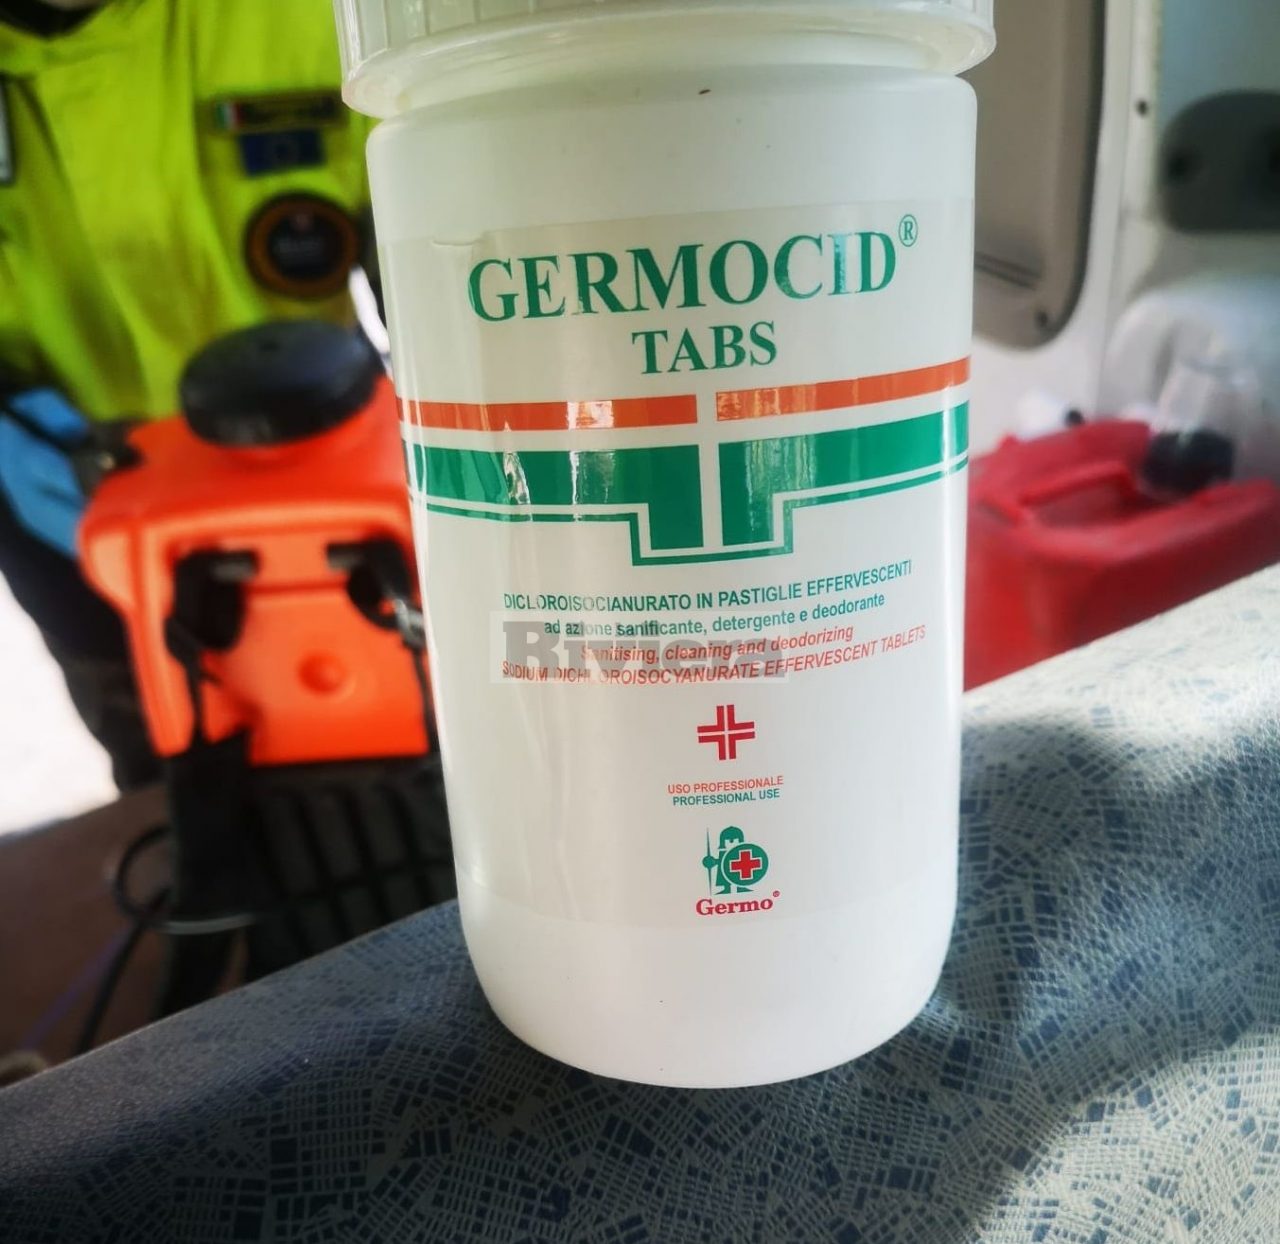 GERMOCID®
TABS
DICLOROISOCIANURATO IN PASTIGLIE EFFERVESCENTI
ad azione sanificante, detergente e deodorante
Sanitising, cleaning and deodorizing
SODIUM DICHLOROISOCYANURATE EFFERVESCENT TABLETS
Riviera
USO PROFESSIONALE
PROFESSIONAL USE
Germo®